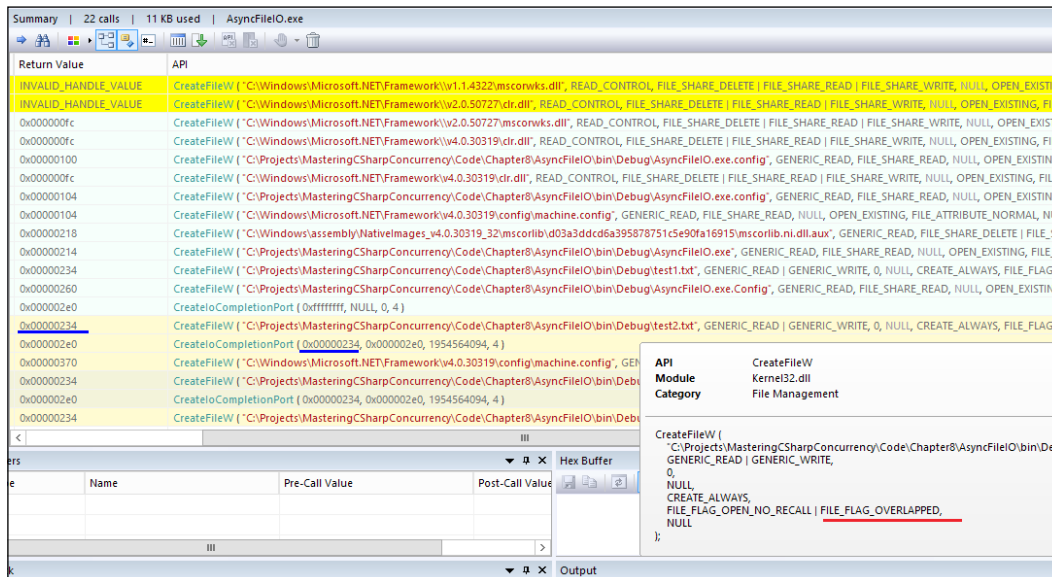 Summary | 22 calls | 11 KB used | AsyncFileIO.exe
Return Value API
INVALID_HANDLE_VALUE CreateFileW ( "C:\Windows\Microsoft.NET\Framework\\v1.1.4322\mscorwks.dll", READ_CONTROL, FILE_SHARE_DELETE | FILE_SHARE_READ | FILE_SHARE_WRITE, NULL, OPEN_EXISTI
INVALID_HANDLE_VALUE CreateFileW ( "C:\Windows\Microsoft.NET\Framework\\v2.0.50727\clr.dll", READ_CONTROL, FILE_SHARE_DELETE | FILE_SHARE_READ | FILE_SHARE_WRITE, NULL, OPEN_EXISTING, FI
0x000000fc CreateFileW ( "C:\Windows\Microsoft.NET\Framework\\v2.0.50727\mscorwks.dll", READ_CONTROL, FILE_SHARE_DELETE | FILE_SHARE_READ | FILE_SHARE_WRITE, NULL, OPEN_EXIST
0x000000fc CreateFileW ( "C:\Windows\Microsoft.NET\Framework\\v4.0.30319\clr.dll", READ_CONTROL, FILE_SHARE_DELETE | FILE_SHARE_READ | FILE_SHARE_WRITE, NULL, OPEN_EXISTING, FI
0x00000100 CreateFileW ( "C:\Projects\MasteringCSharpConcurrency\Code\Chapter8\AsyncFileIO\bin\Debug\AsyncFileIO.exe.config", GENERIC_READ, FILE_SHARE_READ, NULL, OPEN_EXISTIN
0x000000fc CreateFileW ( "C:\Windows\Microsoft.NET\Framework\v4.0.30319\clr.dll", READ_CONTROL, FILE_SHARE_DELETE | FILE_SHARE_READ | FILE_SHARE_WRITE, NULL, OPEN_EXISTING, FIL
0x00000104 CreateFileW ( "C:\Projects\MasteringCSharpConcurrency\Code\Chapter8\AsyncFileIO\bin\Debug\AsyncFileIO.exe.config", GENERIC_READ, FILE_SHARE_READ, NULL, OPEN_EXISTIN
0x00000104 CreateFileW ( "C:\Windows\Microsoft.NET\Framework\v4.0.30319\config\machine.config", GENERIC_READ, FILE_SHARE_READ, NULL, OPEN_EXISTING, FILE_ATTRIBUTE_NORMAL, NU
0x00000218 CreateFileW ( "C:\Windows\assembly\NativeImages_v4.0.30319_32\mscorlib\d03a3ddcd6a395878751c5e90fa16915\mscorlib.ni.dll.aux", GENERIC_READ, FILE_SHARE_DELETE | FILE_S
0x00000214 CreateFileW ( "C:\Projects\MasteringCSharpConcurrency\Code\Chapter8\AsyncFileIO\bin\Debug\AsyncFileIO.exe", GENERIC_READ, FILE_SHARE_READ, NULL, OPEN_EXISTING, FILE_
0x00000234 CreateFileW ( "C:\Projects\MasteringCSharpConcurrency\Code\Chapter8\AsyncFileIO\bin\Debug\test1.txt", GENERIC_READ | GENERIC_WRITE, 0, NULL, CREATE_ALWAYS, FILE_FLAG
0x00000260 CreateFileW ( "C:\Projects\MasteringCSharpConcurrency\Code\Chapter8\AsyncFileIO\bin\Debug\AsyncFileIO.exe.Config", GENERIC_READ, FILE_SHARE_READ, NULL, OPEN_EXISTIN
0x000002e0 CreateIoCompletionPort ( 0xffffffff, NULL, 0, 4 )
0x00000234 CreateFileW ( "C:\Projects\MasteringCSharpConcurrency\Code\Chapter8\AsyncFileIO\bin\Debug\test2.txt", GENERIC_READ | GENERIC_WRITE, 0, NULL, CREATE_ALWAYS, FILE_FLAG
0x000002e0 CreateIoCompletionPort ( 0x00000234, 0x000002e0, 1954564094, 4 )
0x00000370 CreateFileW ( "C:\Windows\Microsoft.NET\Framework\v4.0.30319\config\machine.config", GEN
0x00000234 CreateFileW ( "C:\Projects\MasteringCSharpConcurrency\Code\Chapter8\AsyncFileIO\bin\Debu
0x000002e0 CreateIoCompletionPort ( 0x00000234, 0x000002e0, 1954564094, 4 )
0x00000234 CreateFileW ( "C:\Projects\MasteringCSharpConcurrency\Code\Chapter8\AsyncFileIO\bin\Debu
API CreateFileW
Module Kernel32.dll
Category File Management
CreateFileW (
"C:\Projects\MasteringCSharpConcurrency\Code\Chapter8\AsyncFileIO\bin\De
GENERIC_READ | GENERIC_WRITE,
0,
NULL,
CREATE_ALWAYS,
FILE_FLAG_OPEN_NO_RECALL | FILE_FLAG_OVERLAPPED,
NULL
);
ers Hex Buffer
e Name Pre-Call Value Post-Call Value
k Output